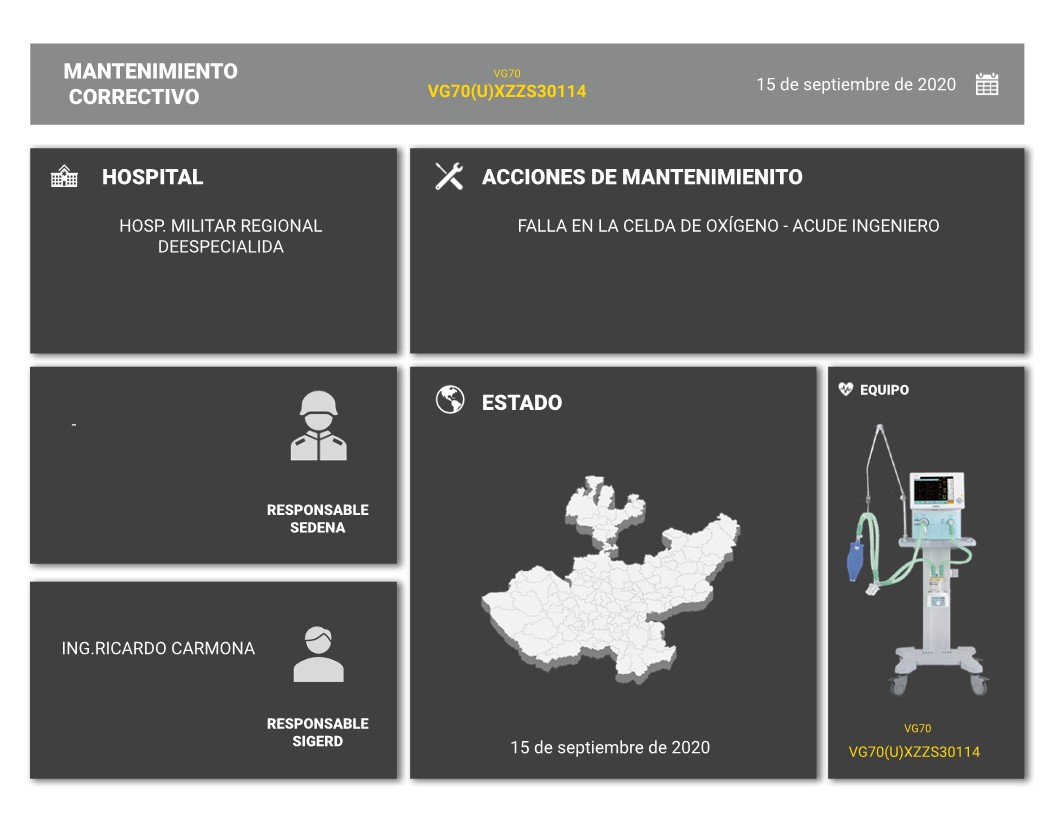 MANTENIMIENTO
CORRECTIVO
VG70
VG70(U)XZZS30114
15 de septiembre de 2020
HOSPITAL
HOSP. MILITAR REGIONAL
DEESPECIALIDA
ACCIONES DE MANTENIMIENITO
FALLA EN LA CELDA DE OXÍGENO - ACUDE INGENIERO
-
RESPONSABLE
SEDENA
ING.RICARDO CARMONA
RESPONSABLE
SIGERD
ESTADO
15 de septiembre de 2020
EQUIPO
VG70
VG70(U)XZZS30114